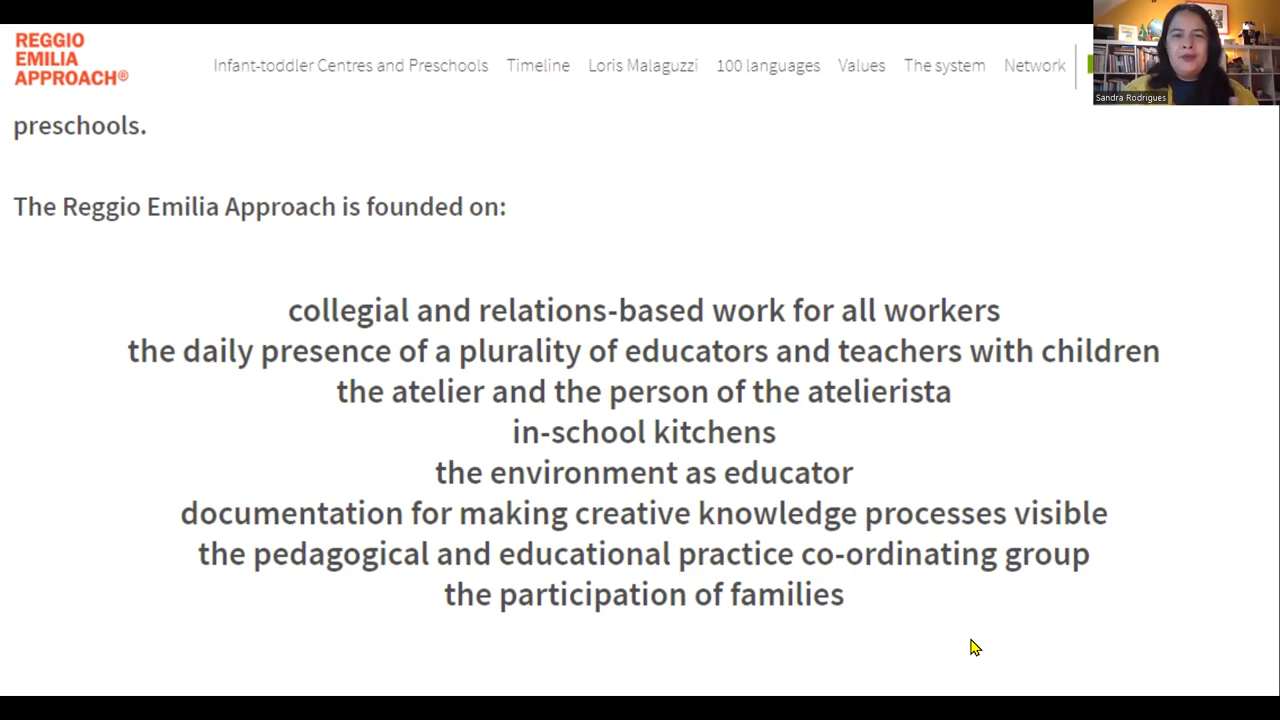 REGGIO
EMILIA
APPROACH®
Infant-toddler Centres and Preschools Timeline Loris Malaguzzi 100 languages Values The system Network
Sandra Rodrigues
preschools.
The Reggio Emilia Approach is founded on:
collegial and relations-based work for all workers
the daily presence of a plurality of educators and teachers with children
the atelier and the person of the atelierista
in-school kitchens
the environment as educator
documentation for making creative knowledge processes visible
the pedagogical and educational practice co-ordinating group
the participation of families